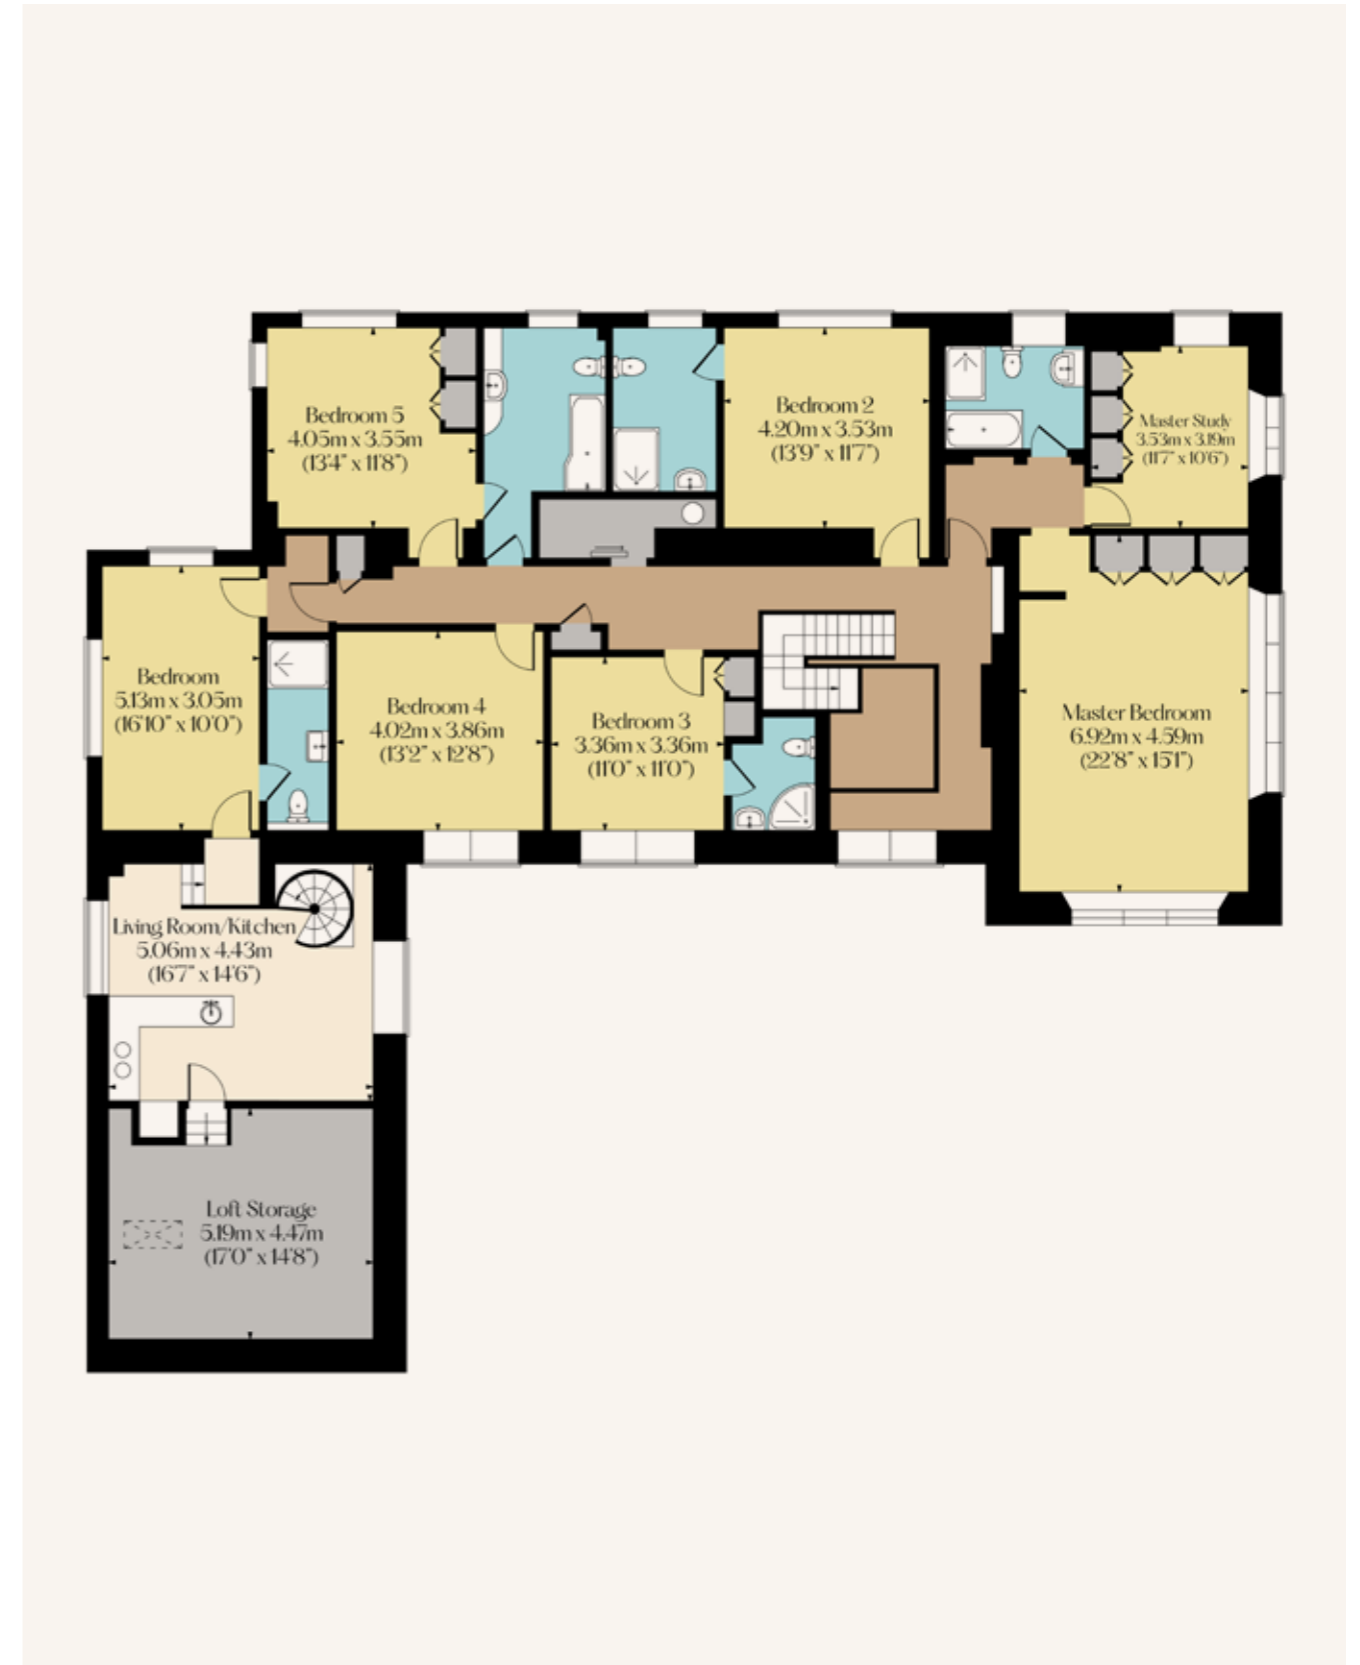 Bedroom 5
4.05m x 3.55m
(13'4" x 11'8")
Bedroom 2
4.20m x 3.53m
(13'9" x 11'7")
Master Study
3.53m x 3.19m
(11'7" x 10'6")
Bedroom
5.13m x 3.05m
(16'10" x 10'0")
Bedroom 4
4.02m x 3.86m
(13'2" x 12'8")
Bedroom 3
3.36m x 3.36m
(11'0" x 11'0")
Master Bedroom
6.92m x 4.59m
(22'8" x 15'1")
Living Room/Kitchen
5.06m x 4.43m
(16'7" x 14'6")
Loft Storage
5.19m x 4.47m
(17'0" x 14'8")